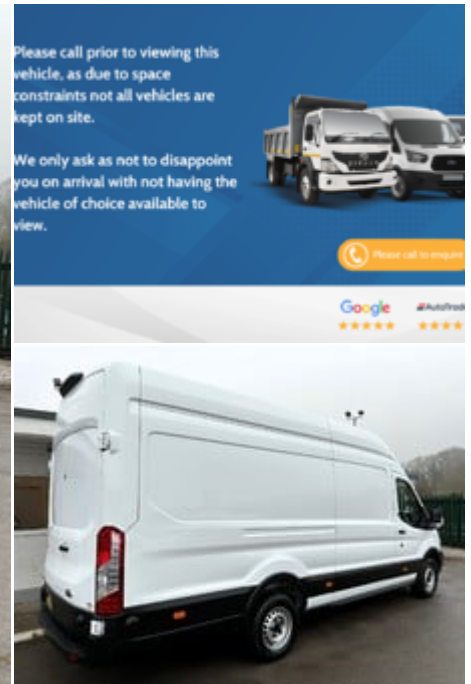 Please call prior to viewing this
vehicle, as due to space
constraints not all vehicles are
kept on site.
We only ask as not to disappoint
you on arrival with not having the
vehicle of choice available to
view.
Please call to enquire
Google
AutoTrade